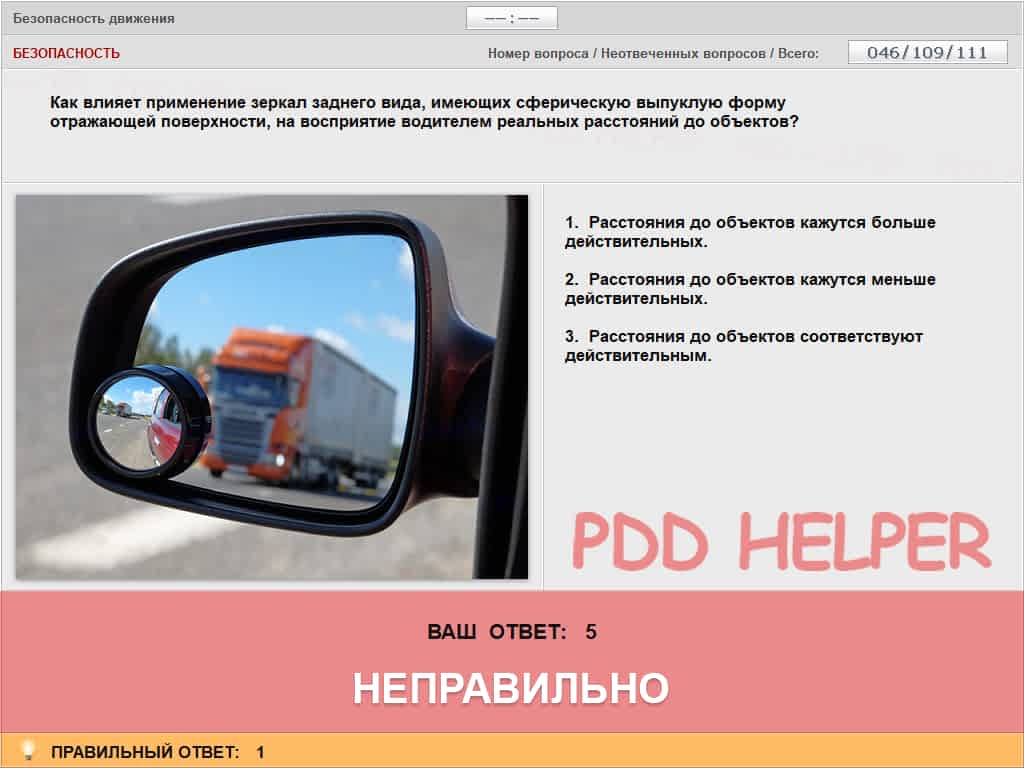 Безопасность движения
—— : ——
БЕЗОПАСНОСТЬ
Номер вопроса / Неотвеченных вопросов / Всего:
046/109/111
Как влияет применение зеркал заднего вида, имеющих сферическую выпуклую форму
отражающей поверхности, на восприятие водителем реальных расстояний до объектов?
1. Расстояния до объектов кажутся больше
действительных.
2. Расстояния до объектов кажутся меньше
действительных.
3. Расстояния до объектов соответствуют
действительным.
PDD HELPER
ВАШ ОТВЕТ: 5
НЕПРАВИЛЬНО
ПРАВИЛЬНЫЙ ОТВЕТ: 1